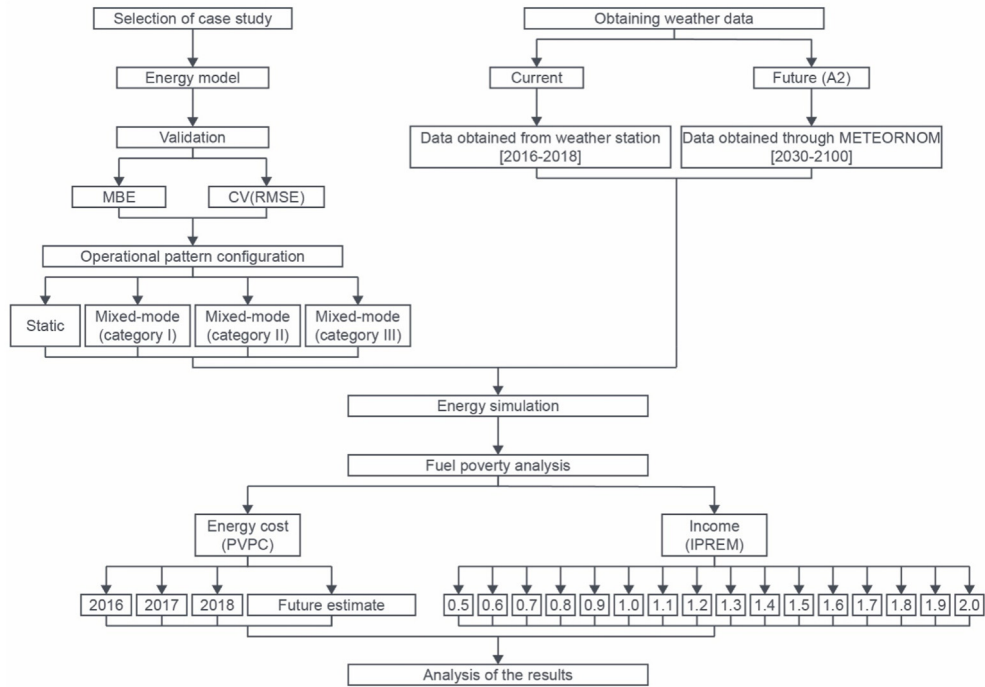 Selection of case study
Obtaining weather data
Energy model
Current
Future (A2)
Validation
Data obtained from weather station
[2016-2018]
Data obtained through METEORNOM
[2030-2100]
MBE
CV(RMSE)
Operational pattern configuration
Static
Mixed-mode
(category I)
Mixed-mode
(category II)
Mixed-mode
(category III)
Energy simulation
Fuel poverty analysis
Energy cost
(PVPC)
Income
(IPREM)
2016
2017
2018
Future estimate
0.5
0.6
0.7
0.8
0.9
1.0
1.1
1.2
1.3
1.4
1.5
1.6
1.7
1.8
1.9
2.0
Analysis of the results